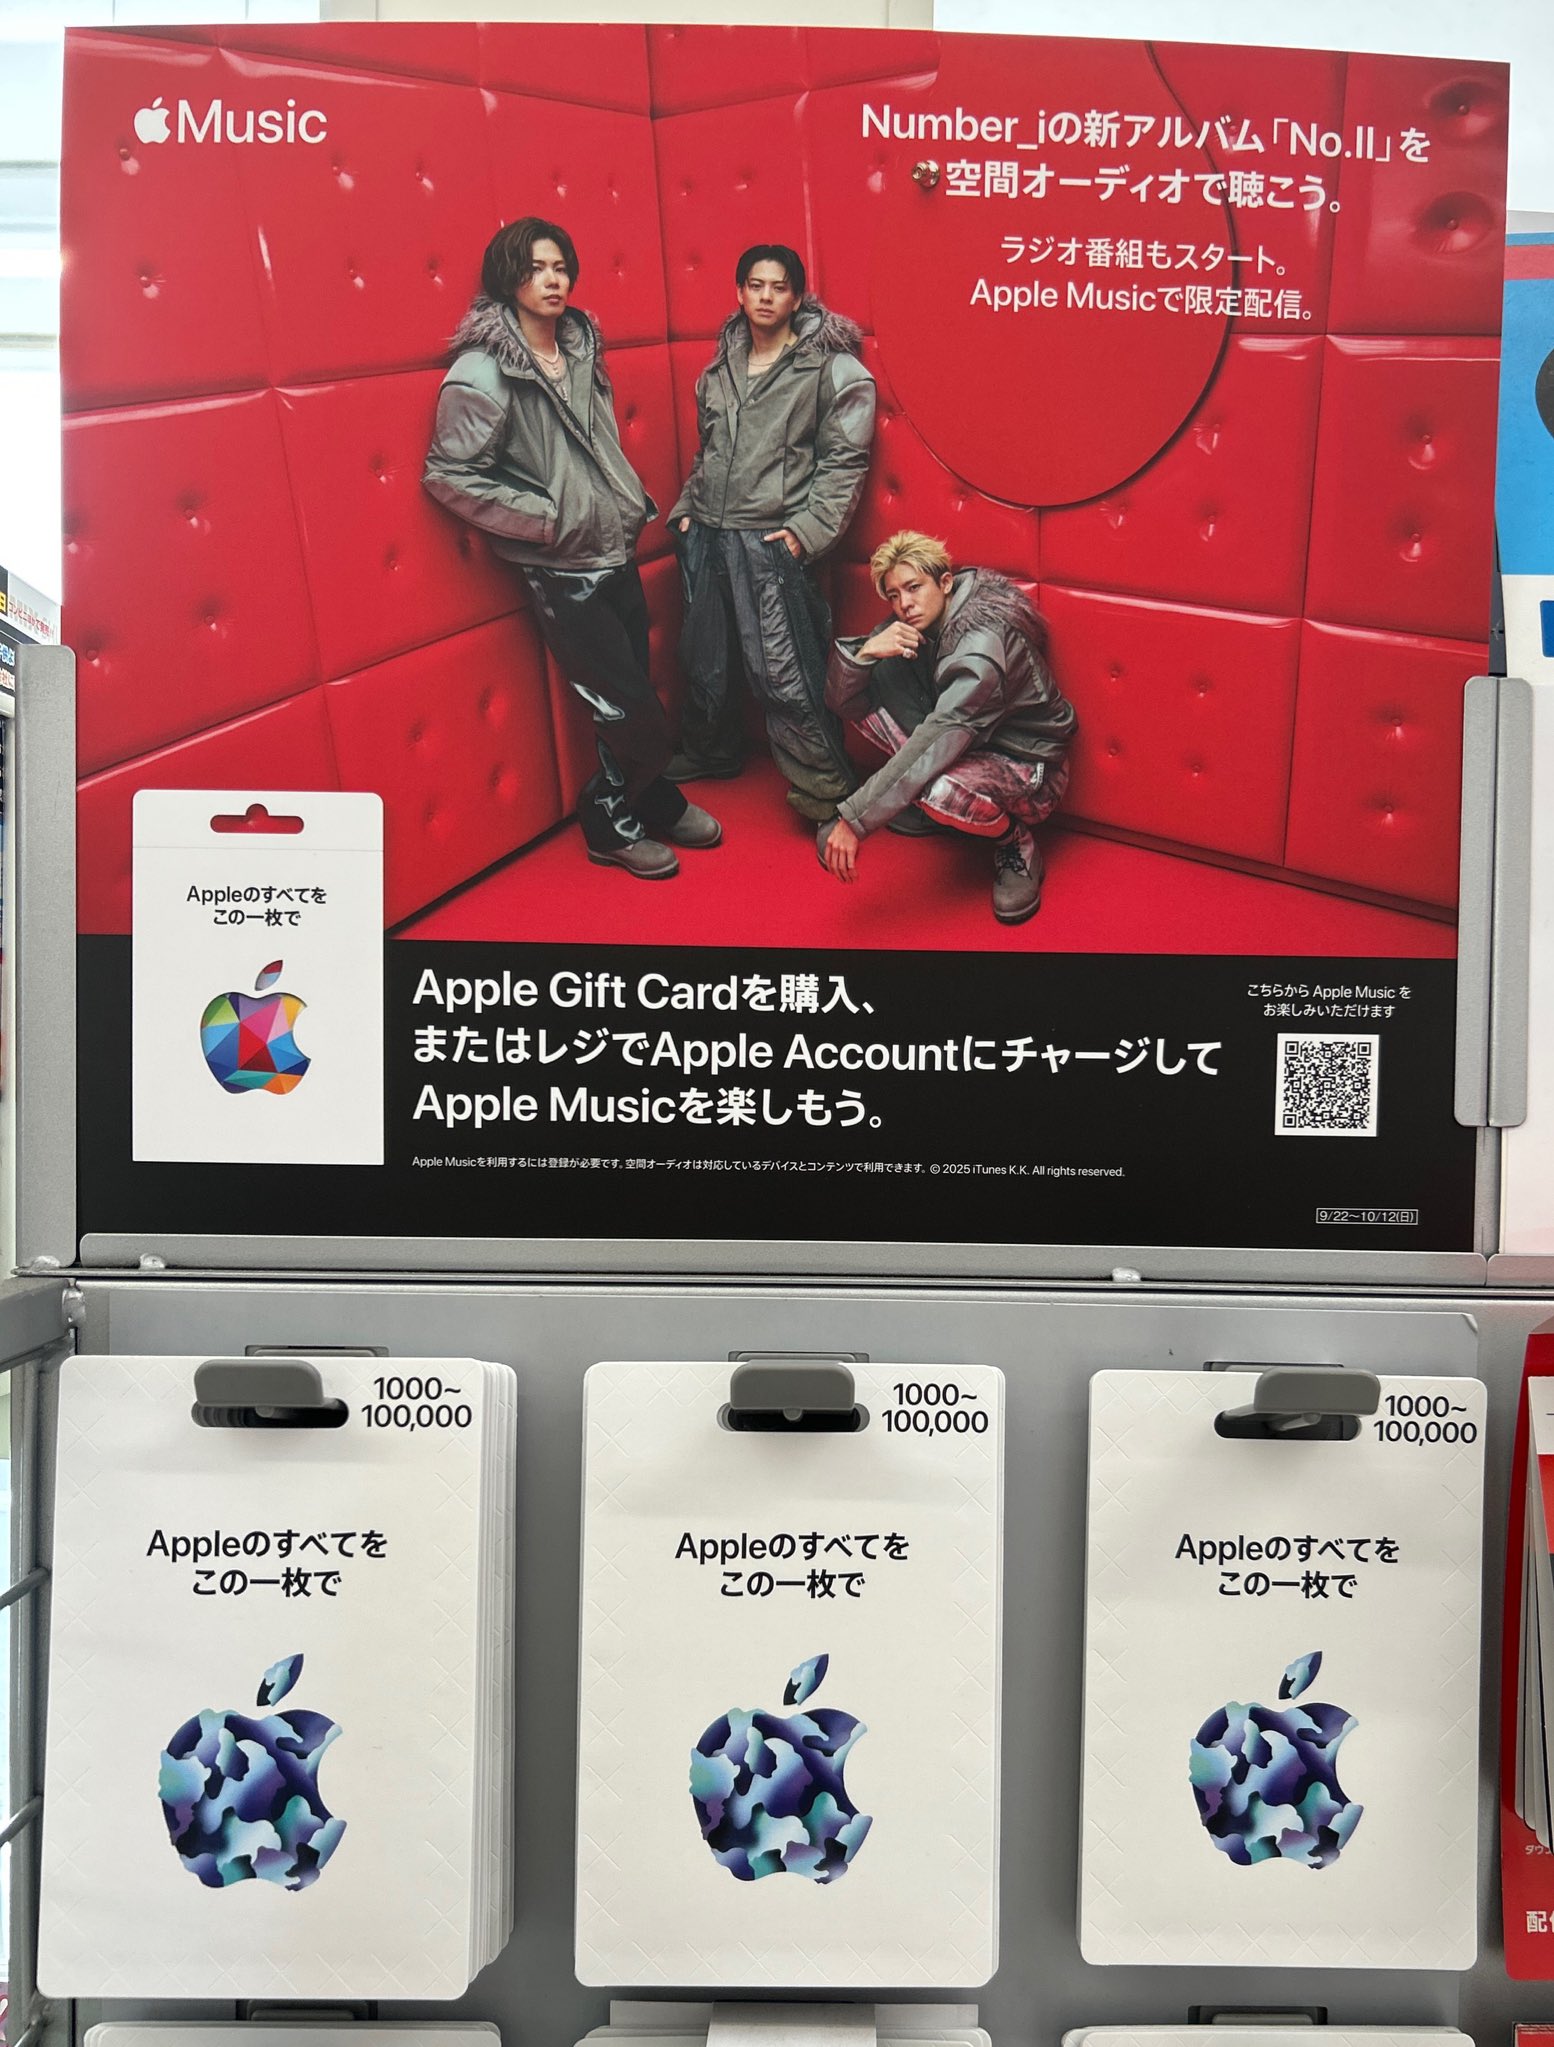 Music
Number_iの新アルバム「No.II」を
空間オーディオで聴こう。
ラジオ番組もスタート。
Apple Musicで限定配信。
Appleのすべてを
この一枚で
Apple Gift Cardを購入、
またはレジでApple Accountにチャージして
Apple Musicを楽しもう。
Apple Musicを利用するには登録が必要です。空間オーディオは対応しているデバイスとコンテンツで利用できます。 © 2025 iTunes K.K. All rights reserved.
こちらから Apple Music を
お楽しみいただけます
9/22〜10/12(日)
1000~
100,000
Appleのすべてを
この一枚で
1000~
100,000
Appleのすべてを
この一枚で
1000~
100,000
Appleのすべてを
この一枚で